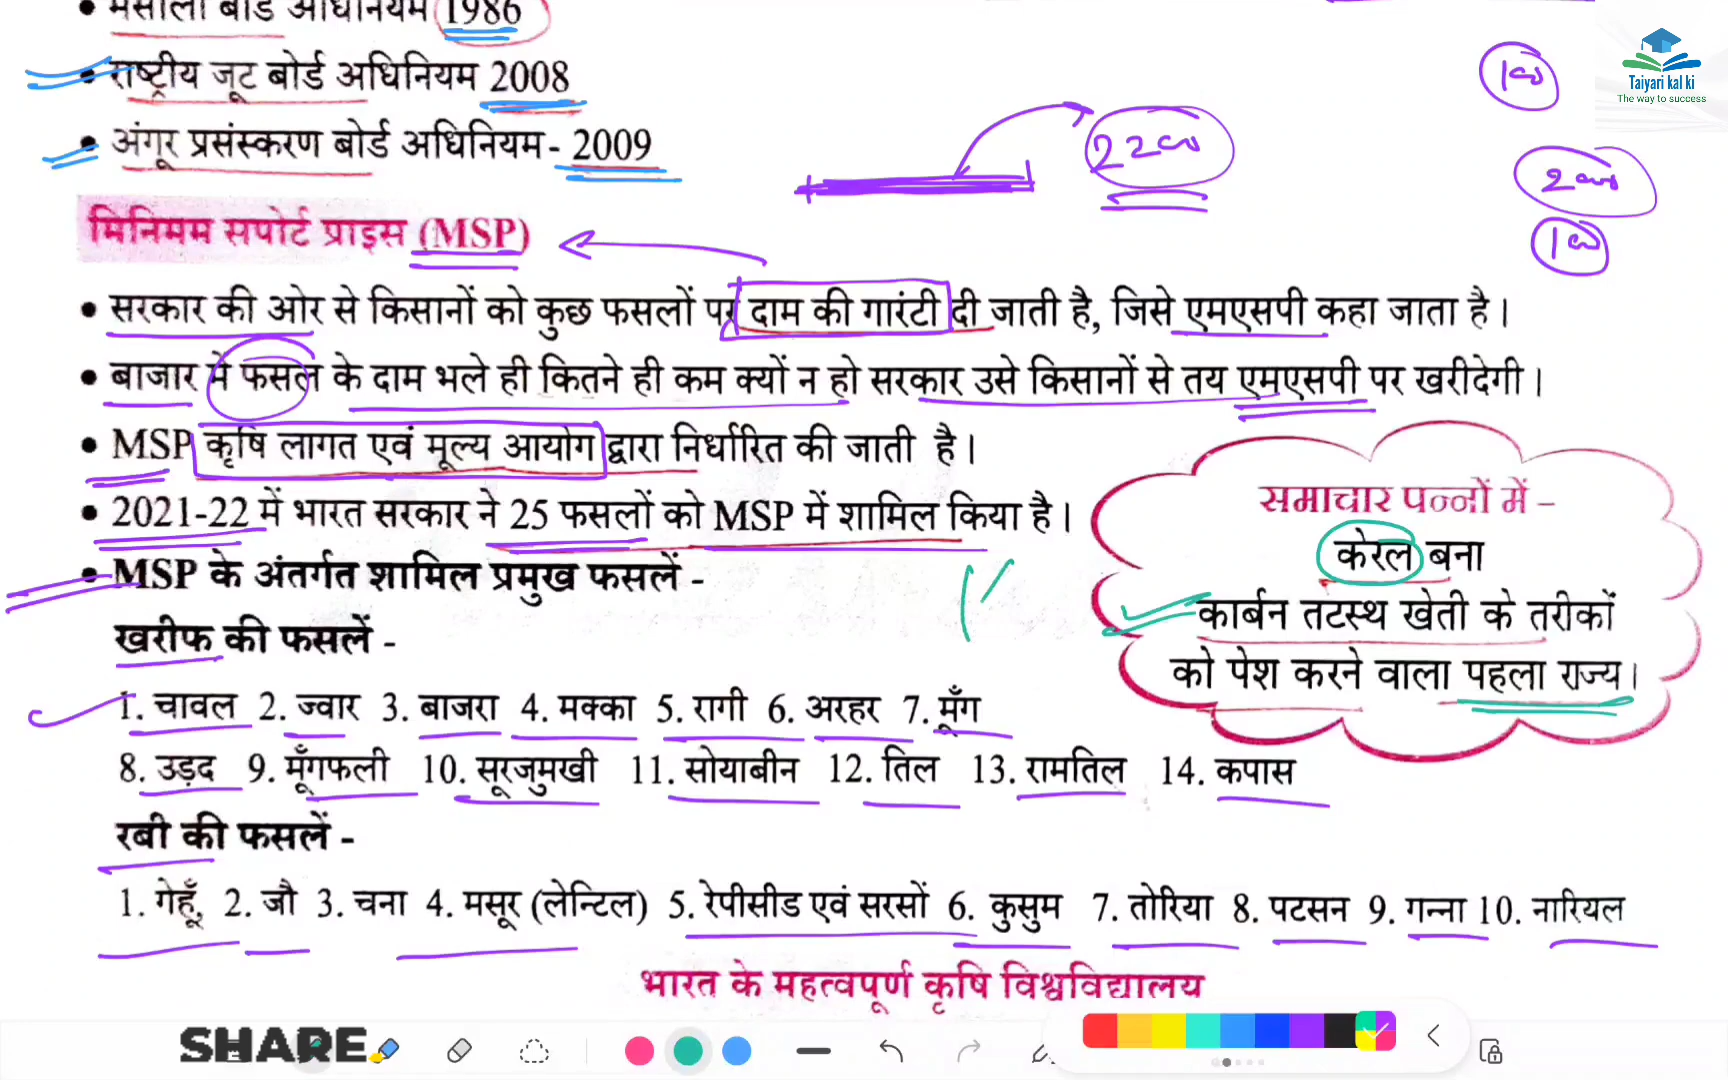 मसाला बोर्ड अधिनियम 1986
• राष्ट्रीय जूट बोर्ड अधिनियम 2008
• अंगूर प्रसंस्करण बोर्ड अधिनियम- 2009
Taiyari kal ki
The way to success
मिनिमम सपोर्ट प्राइस (MSP)
• सरकार की ओर से किसानों को कुछ फसलों पर दाम की गारंटी दी जाती है, जिसे एमएसपी कहा जाता है।
• बाजार में फसल के दाम भले ही कितने ही कम क्यों न हो सरकार उसे किसानों से तय एमएसपी पर खरीदेगी।
• MSP कृषि लागत एवं मूल्य आयोग द्वारा निर्धारित की जाती है।
• 2021-22 में भारत सरकार ने 25 फसलों को MSP में शामिल किया है।
• MSP के अंतर्गत शामिल प्रमुख फसलें -
समाचार पन्नों में -
केरल बना
कार्बन तटस्थ खेती के तरीकों
को पेश करने वाला पहला राज्य।
खरीफ की फसलें -
1. चावल 2. ज्वार 3. बाजरा 4. मक्का 5. रागी 6. अरहर 7. मूँग
8. उड़द 9. मूँगफली 10. सूरजमुखी 11. सोयाबीन 12. तिल 13. रामतिल 14. कपास
रबी की फसलें -
1. गेहूँ, 2. जौ 3. चना 4. मसूर (लेन्टिल) 5. रेपीसीड एवं सरसों 6. कुसुम 7. तोरिया 8. पटसन 9. गन्ना 10. नारियल
भारत के महत्वपूर्ण कृषि विश्वविद्यालय
SHARE